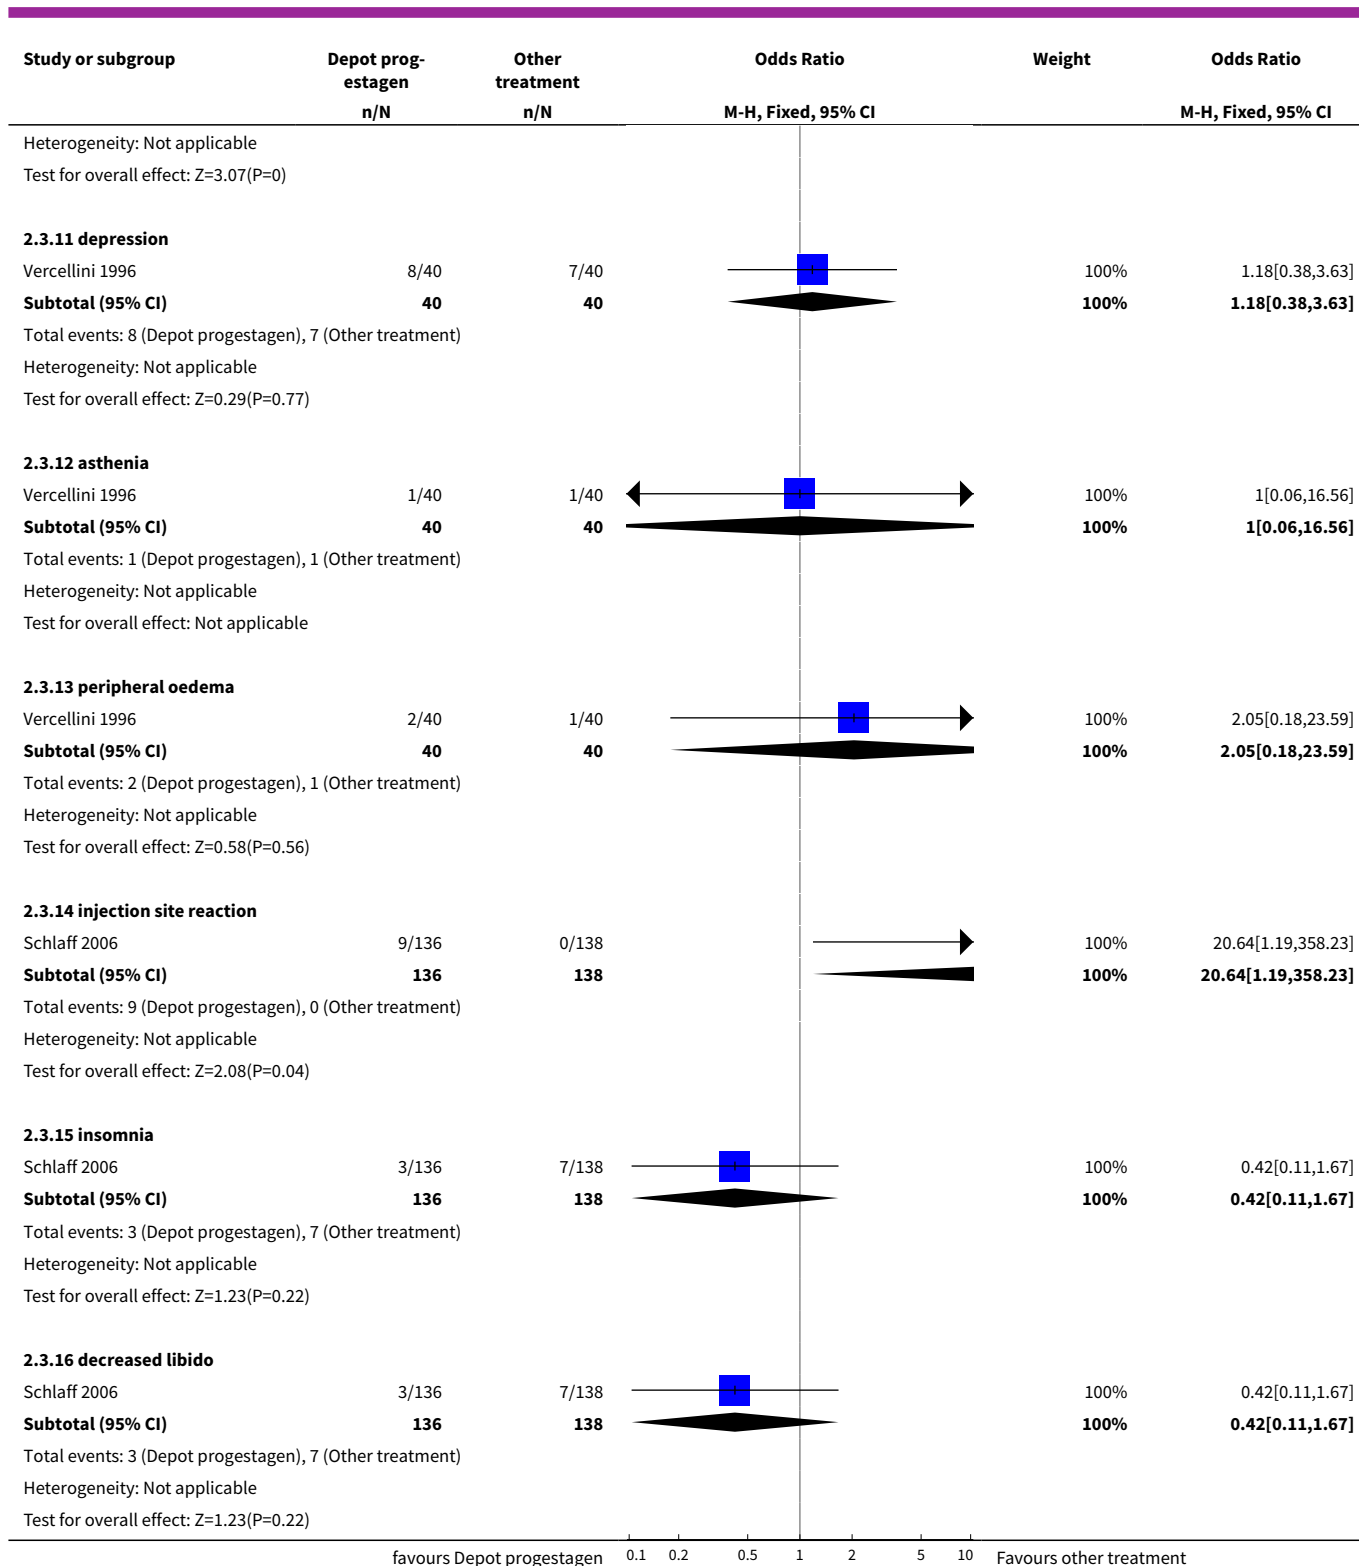 Study or subgroup Depot prog- Other Odds Ratio Weight Odds Ratio
estagen treatment
n/N n/N M-H, Fixed, 95% CI M-H, Fixed, 95% CI
Heterogeneity: Not applicable
Test for overall effect: Z=3.07(P=0)
2.3.11 depression
Vercellini 1996 8/40 7/40 100% 1.18[0.38,3.63]
Subtotal (95% CI) 40 40 100% 1.18[0.38,3.63]
Total events: 8 (Depot progestagen), 7 (Other treatment)
Heterogeneity: Not applicable
Test for overall effect: Z=0.29(P=0.77)
2.3.12 asthenia
Vercellini 1996 1/40 1/40 100% 1[0.06,16.56]
Subtotal (95% CI) 40 40 100% 1[0.06,16.56]
Total events: 1 (Depot progestagen), 1 (Other treatment)
Heterogeneity: Not applicable
Test for overall effect: Not applicable
2.3.13 peripheral oedema
Vercellini 1996 2/40 1/40 100% 2.05[0.18,23.59]
Subtotal (95% CI) 40 40 100% 2.05[0.18,23.59]
Total events: 2 (Depot progestagen), 1 (Other treatment)
Heterogeneity: Not applicable
Test for overall effect: Z=0.58(P=0.56)
2.3.14 injection site reaction
Schlaff 2006 9/136 0/138 100% 20.64[1.19,358.23]
Subtotal (95% CI) 136 138 100% 20.64[1.19,358.23]
Total events: 9 (Depot progestagen), 0 (Other treatment)
Heterogeneity: Not applicable
Test for overall effect: Z=2.08(P=0.04)
2.3.15 insomnia
Schlaff 2006 3/136 7/138 100% 0.42[0.11,1.67]
Subtotal (95% CI) 136 138 100% 0.42[0.11,1.67]
Total events: 3 (Depot progestagen), 7 (Other treatment)
Heterogeneity: Not applicable
Test for overall effect: Z=1.23(P=0.22)
2.3.16 decreased libido
Schlaff 2006 3/136 7/138 100% 0.42[0.11,1.67]
Subtotal (95% CI) 136 138 100% 0.42[0.11,1.67]
Total events: 3 (Depot progestagen), 7 (Other treatment)
Heterogeneity: Not applicable
Test for overall effect: Z=1.23(P=0.22)
favours Depot progestagen 0.1 0.2 0.5 1 2 5 10 Favours other treatment